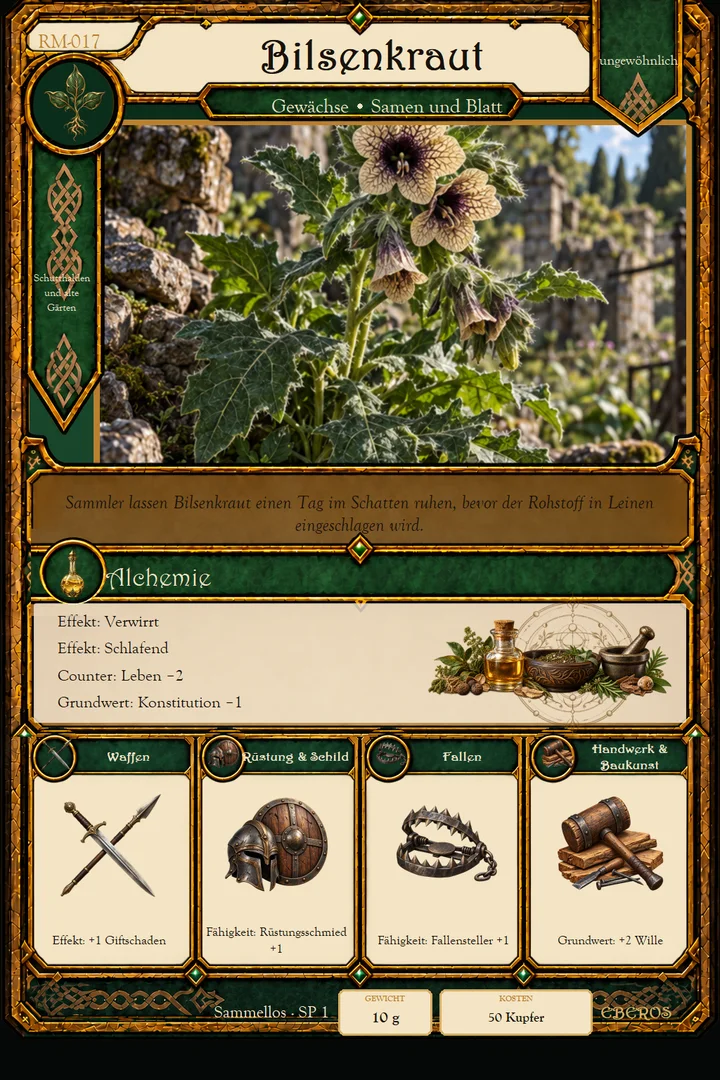 RM-017
Bilsenkraut
ungewöhnlich
Gewächse • Samen und Blatt
Schutthalden
und alte
Gärten
Sammler lassen Bilsenkraut einen Tag im Schatten ruhen, bevor der Rohstoff in Leinen
eingeschlagen wird.
Alchemie
Effekt: Verwirrt
Effekt: Schlafend
Counter: Leben −2
Grundwert: Konstitution −1
Waffen
Rüstung & Schild
Fallen
Handwerk &
Baukunst
Effekt: +1 Giftschaden
Fähigkeit: Rüstungsschmied
+1
Fähigkeit: Fallensteller +1
Grundwert: +2 Wille
Sammellos · SP 1
GEWICHT
10 g
KOSTEN
50 Kupfer
EBEROS